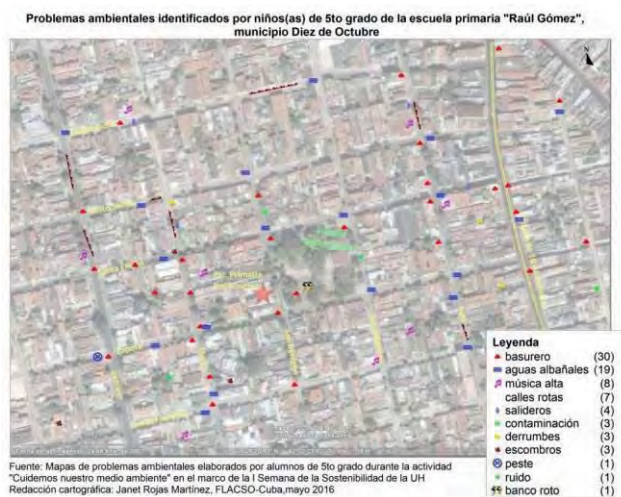 Problemas ambientales identificados por niños(as) de 5to grado de la escuela primaria "Raúl Gómez",
municipio Diez de Octubre
N
Esc. Primaria
Leyenda
basurero (30)
aguas albañales (19)
música alta (8)
calles rotas (7)
salideros (4)
contaminación (3)
derrumbes (3)
escombros (3)
peste (1)
ruido (1)
banco roto (1)
Fuente: Mapas de problemas ambientales elaborados por alumnos de 5to grado durante la actividad
"Cuidemos nuestro medio ambiente" en el marco de la I Semana de la Sostenibilidad de la UH
Redacción cartográfica: Janet Rojas Martínez, FLACSO-Cuba,mayo 2016